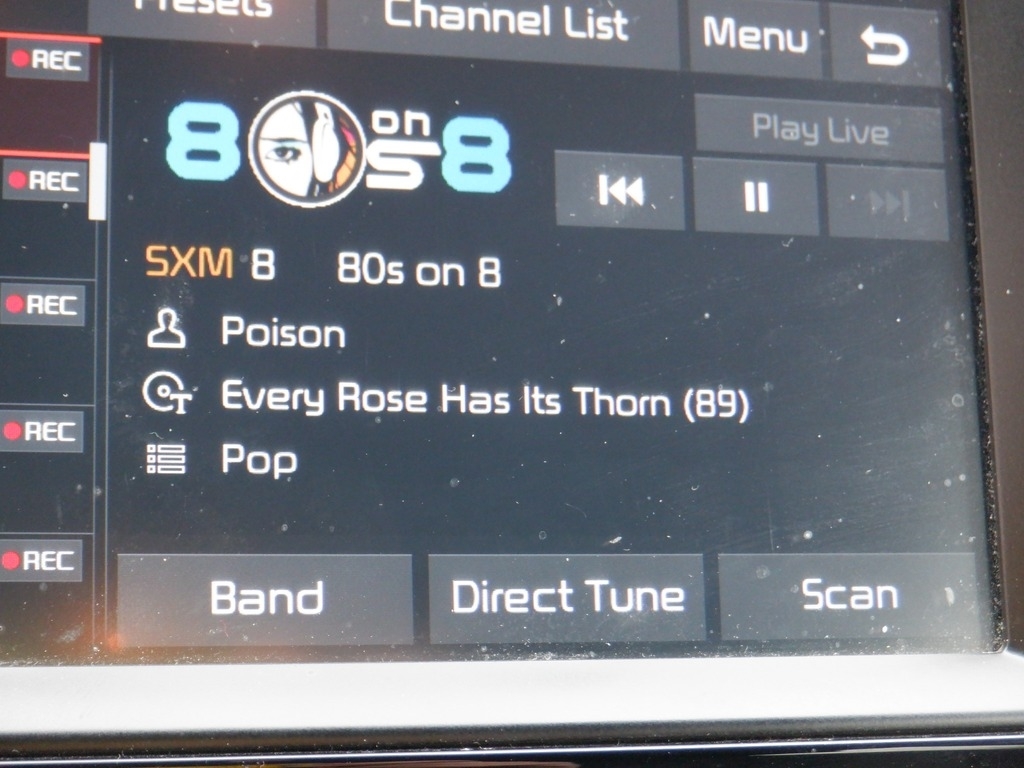 Presets Channel List Menu
REC
80s on 8
Play Live
REC
SXM 8 80s on 8
REC
Poison
Every Rose Has Its Thorn (89)
REC
Pop
REC
Band Direct Tune Scan